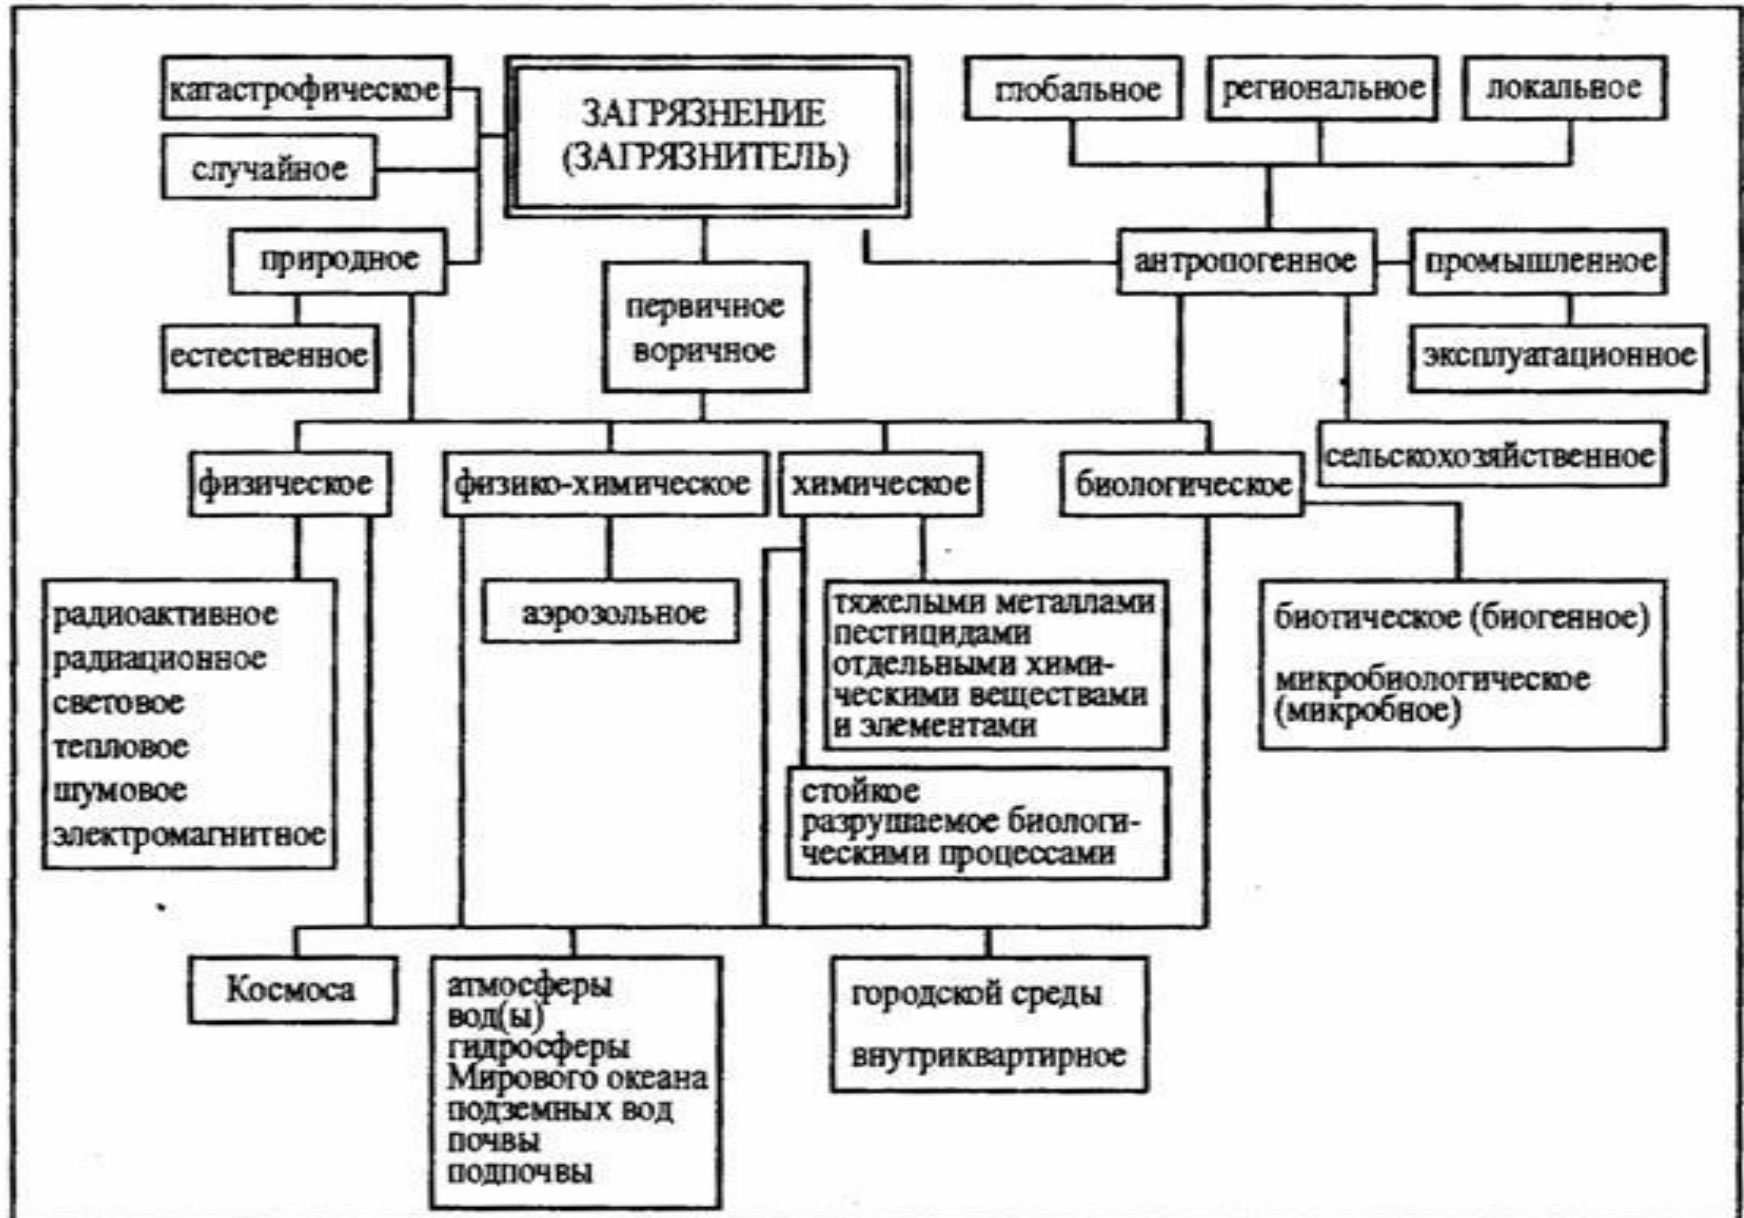 катастрофическое
ЗАГРЯЗНЕНИЕ
(ЗАГРЯЗНИТЕЛЬ)
глобальное
региональное
локальное
случайное
природное
первичное
воричное
антропогенное
промышленное
естественное
эксплуатационное
сельскохозяйственное
физическое
физико-химическое
химическое
биологическое
радиоактивное
радиационное
световое
тепловое
шумовое
электромагнитное
аэрозольное
тяжелыми металлами
пестицидами
отдельными хими-
ческими веществами
и элементами
стойкое
разрушаемое биологи-
ческими процессами
биотическое (биогенное)
микробиологическое
(микробное)
Космоса
атмосферы
вод(ы)
гидросферы
Мирового океана
подземных вод
почвы
подпочвы
городской среды
внутриквартирное